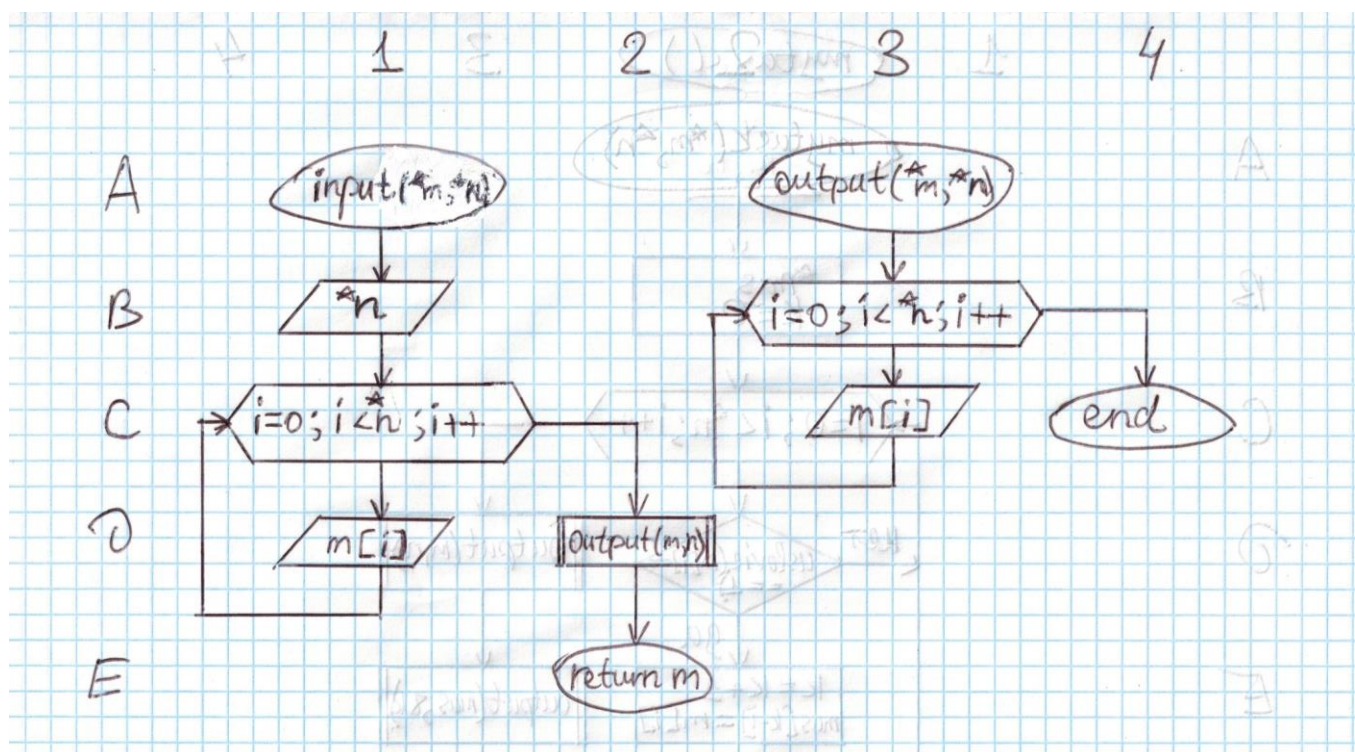 1 2 3 4
A
input(*m,*n)
output(*m,*n)
B
*n
i=0; i<*n; i++
C
i=0; i<*n; i++
m[i]
end
D
m[i]
output(m,n)
E
return m